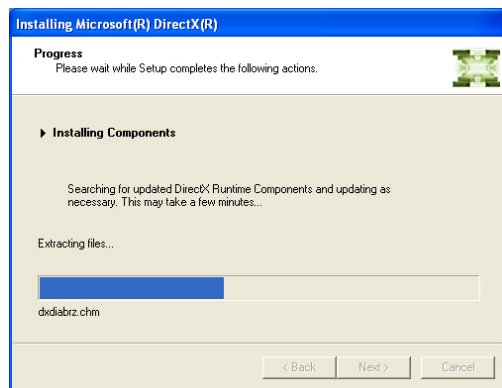 Installing Microsoft(R) DirectX(R)
Progress
Please wait while Setup completes the following actions.
Installing Components
Searching for updated DirectX Runtime Components and updating as
necessary. This may take a few minutes...
Extracting files...
dxdiabrz.chm
< Back
Next >
Cancel